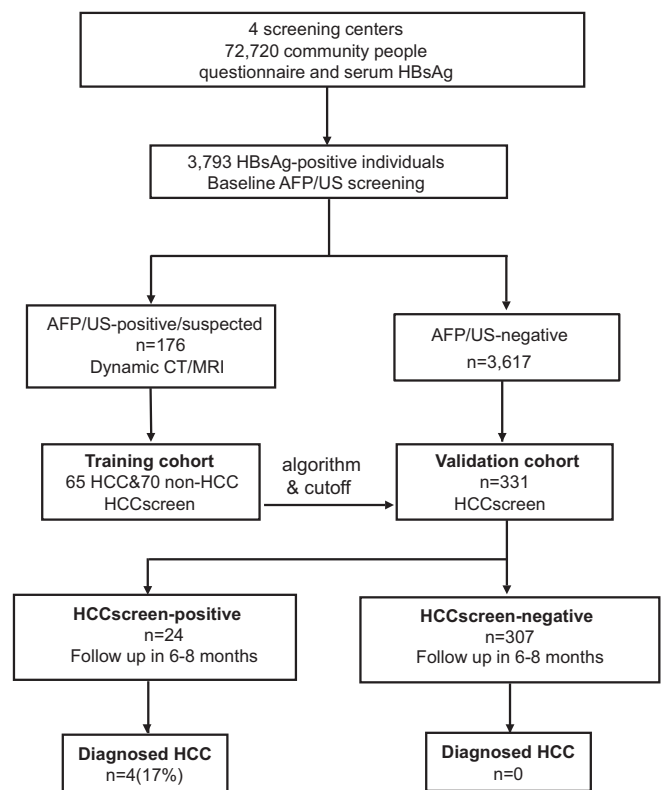 4 screening centers
72,720 community people
questionnaire and serum HBsAg
3,793 HBsAg-positive individuals
Baseline AFP/US screening
AFP/US-positive/suspected
n=176
Dynamic CT/MRI
AFP/US-negative
n=3,617
Training cohort
65 HCC&70 non-HCC
HCCscreen
algorithm
& cutoff
Validation cohort
n=331
HCCscreen
HCCscreen-positive
n=24
Follow up in 6-8 months
HCCscreen-negative
n=307
Follow up in 6-8 months
Diagnosed HCC
n=4(17%)
Diagnosed HCC
n=0